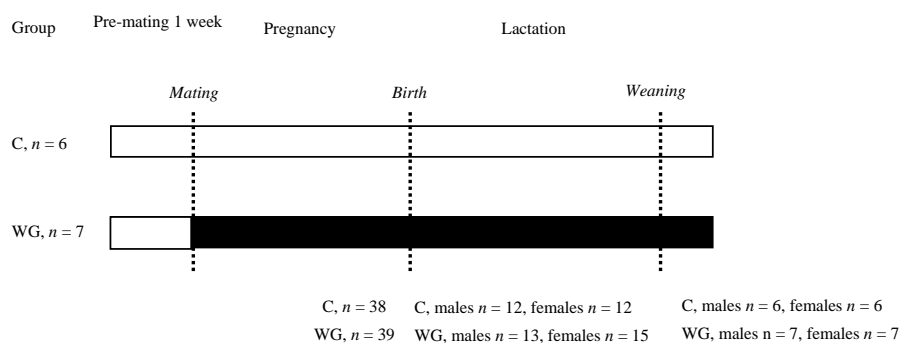 Group Pre-mating 1 week Pregnancy Lactation
Mating Birth Weaning
C, n = 6
WG, n = 7
C, n = 38 C, males n = 12, females n = 12 C, males n = 6, females n = 6
WG, n = 39 WG, males n = 13, females n = 15 WG, males n = 7, females n = 7